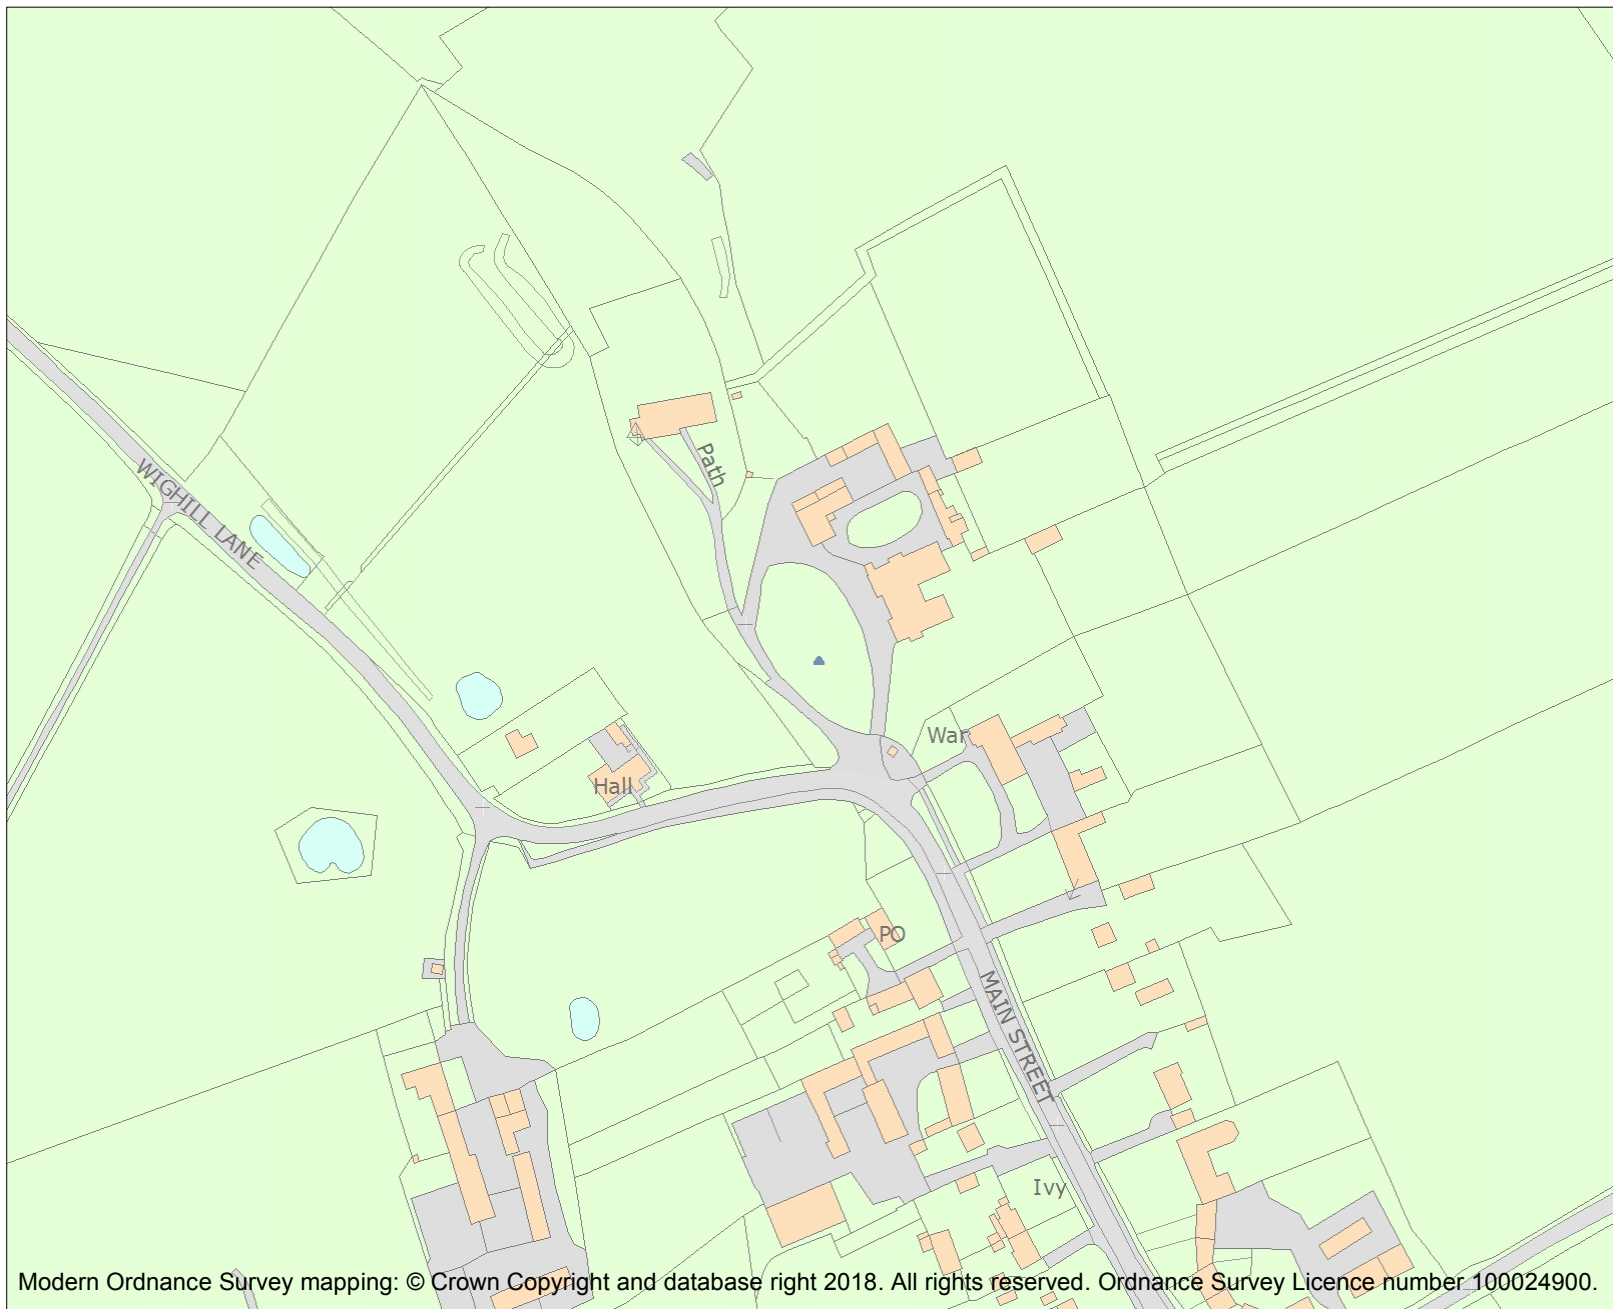 Path
WIGHILL LANE
War
Hall
PO
MAIN STREET
Ivy
Modern Ordnance Survey mapping: © Crown Copyright and database right 2018. All rights reserved. Ordnance Survey Licence number 100024900.